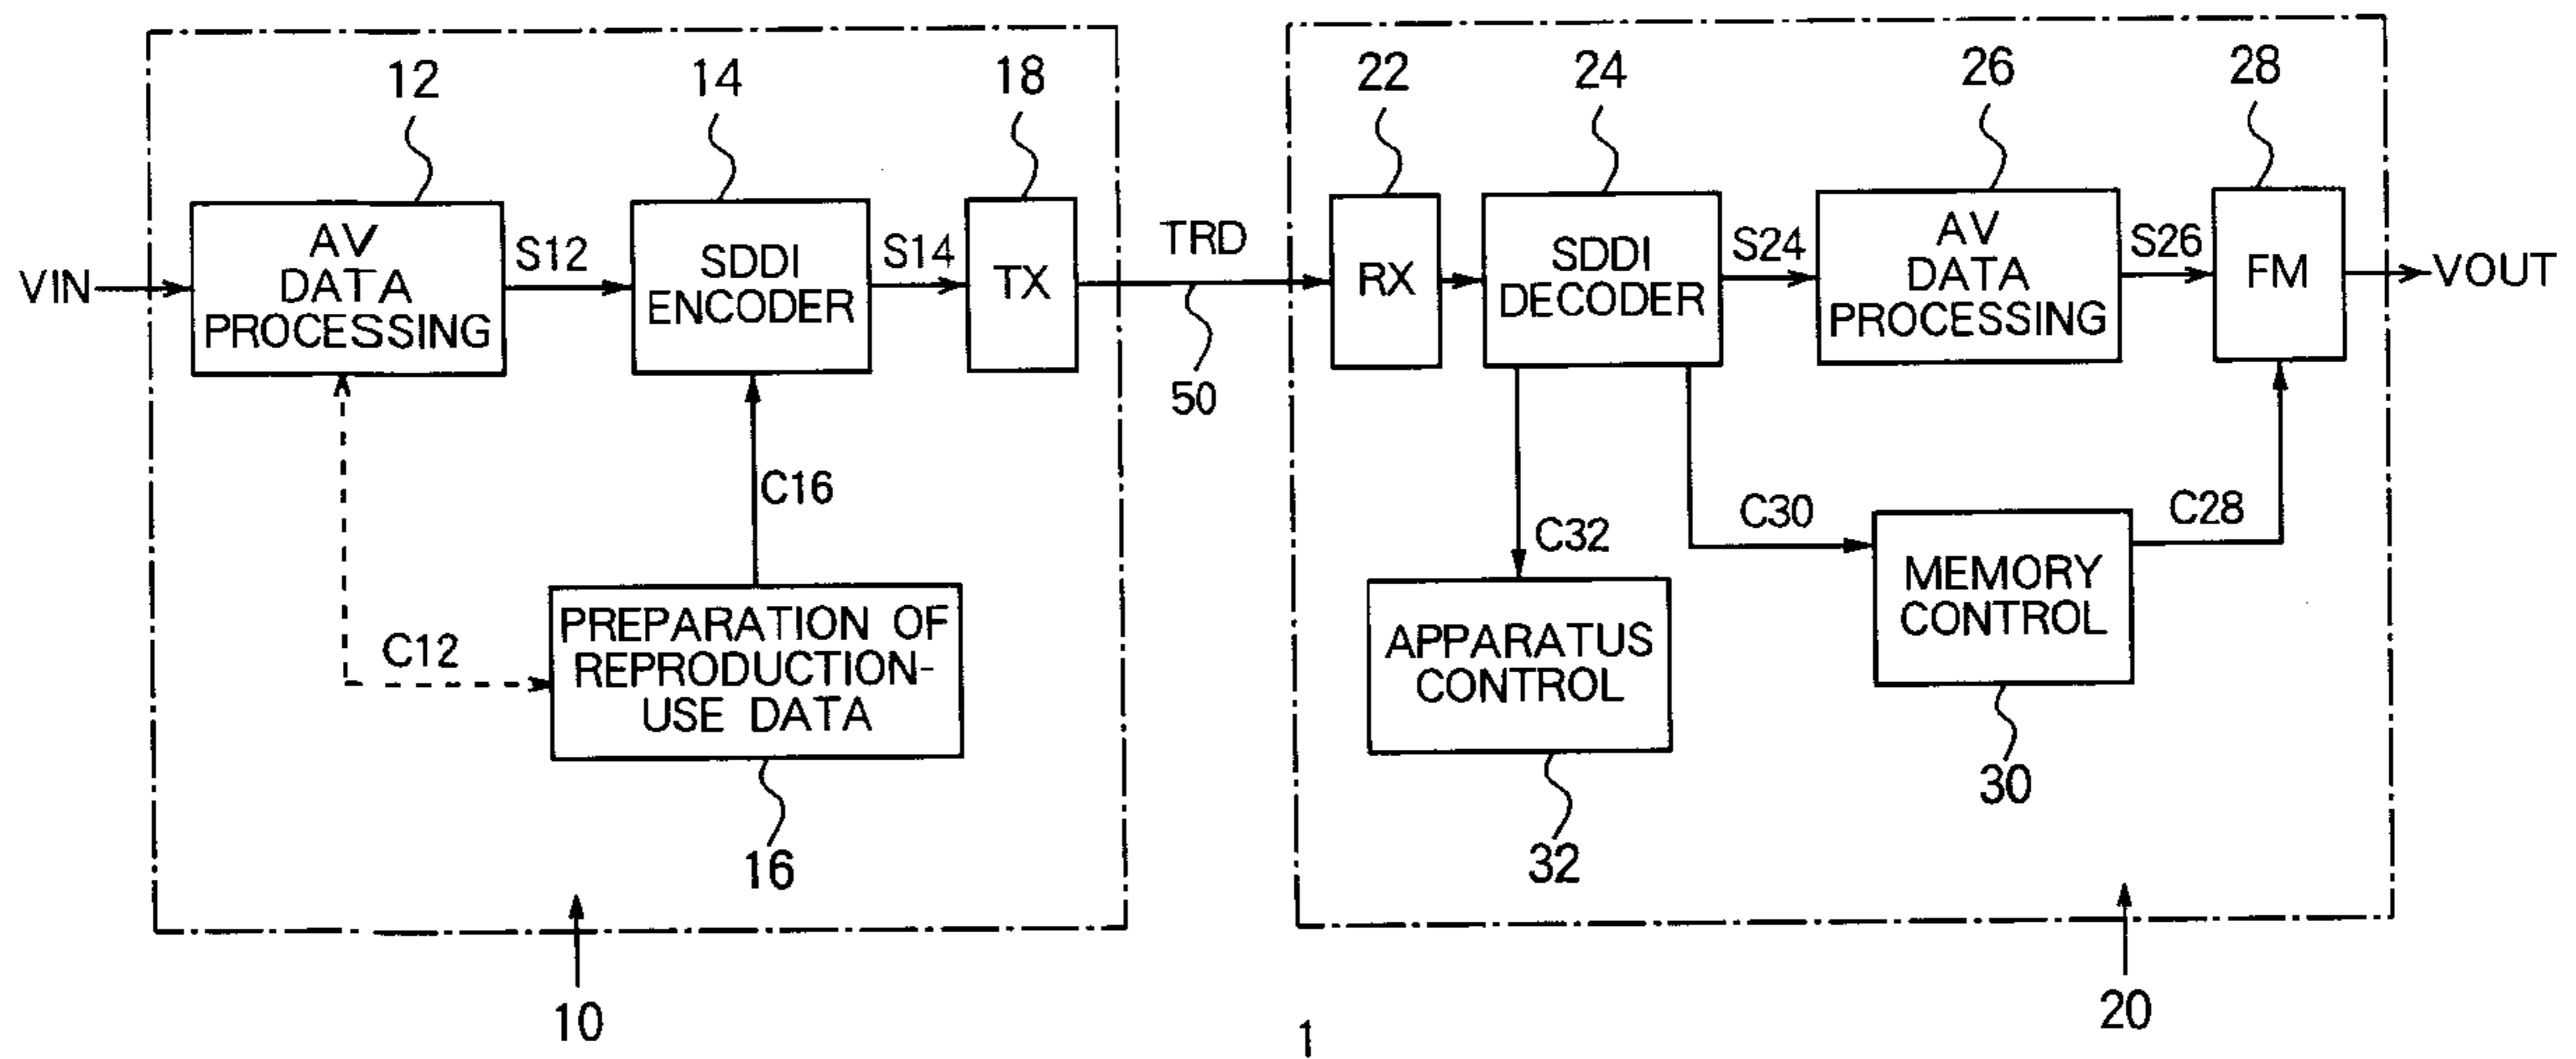 12
14
18
22
24
26
28
VIN
AV
DATA
PROCESSING
S12
SDDI
ENCODER
S14
TX
TRD
50
RX
SDDI
DECODER
S24
AV
DATA
PROCESSING
S26
FM
VOUT
C16
C12
PREPARATION OF
REPRODUCTION-
USE DATA
16
C32
C30
C28
APPARATUS
CONTROL
32
MEMORY
CONTROL
30
10
1
20